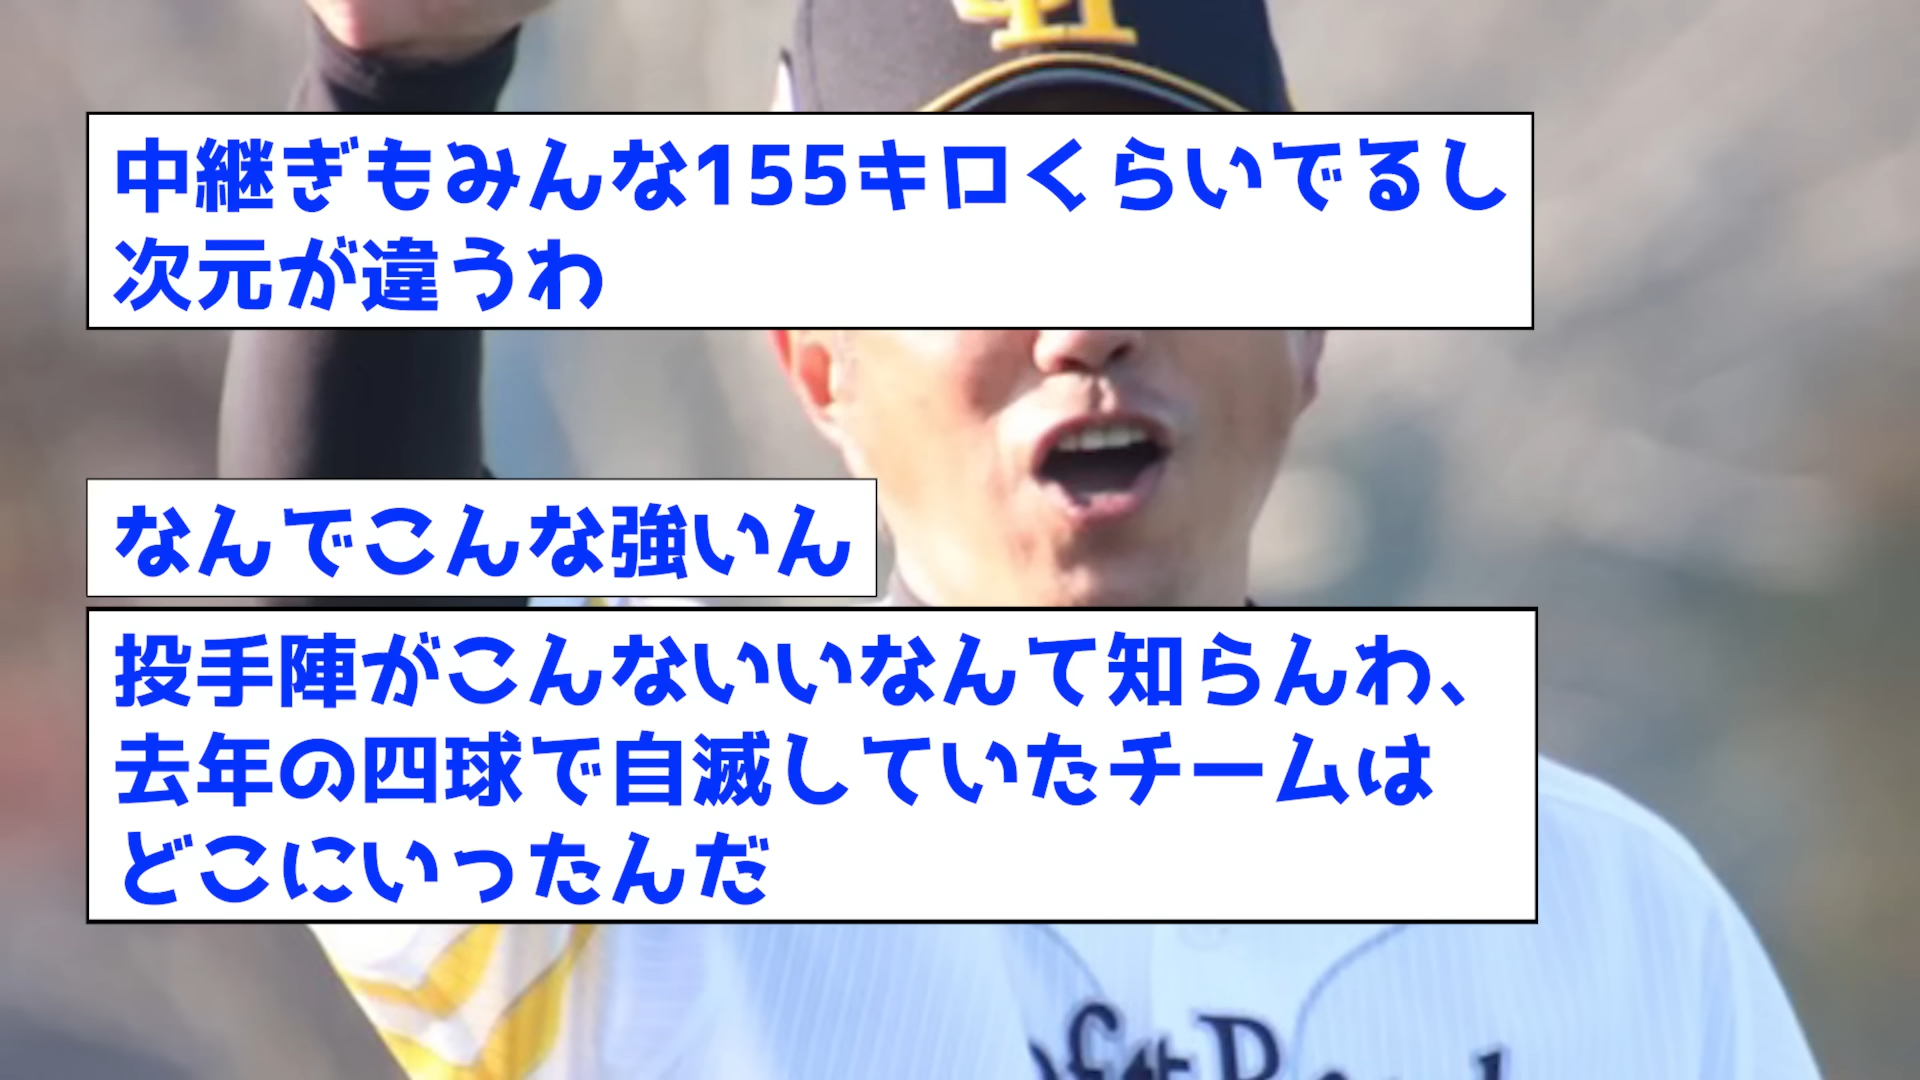 中継ぎもみんな155キロくらいでるし
次元が違うわ
なんでこんな強いん
投手陣がこんないいなんて知らんわ、
去年の四球で自滅していたチームは
どこにいったんだ